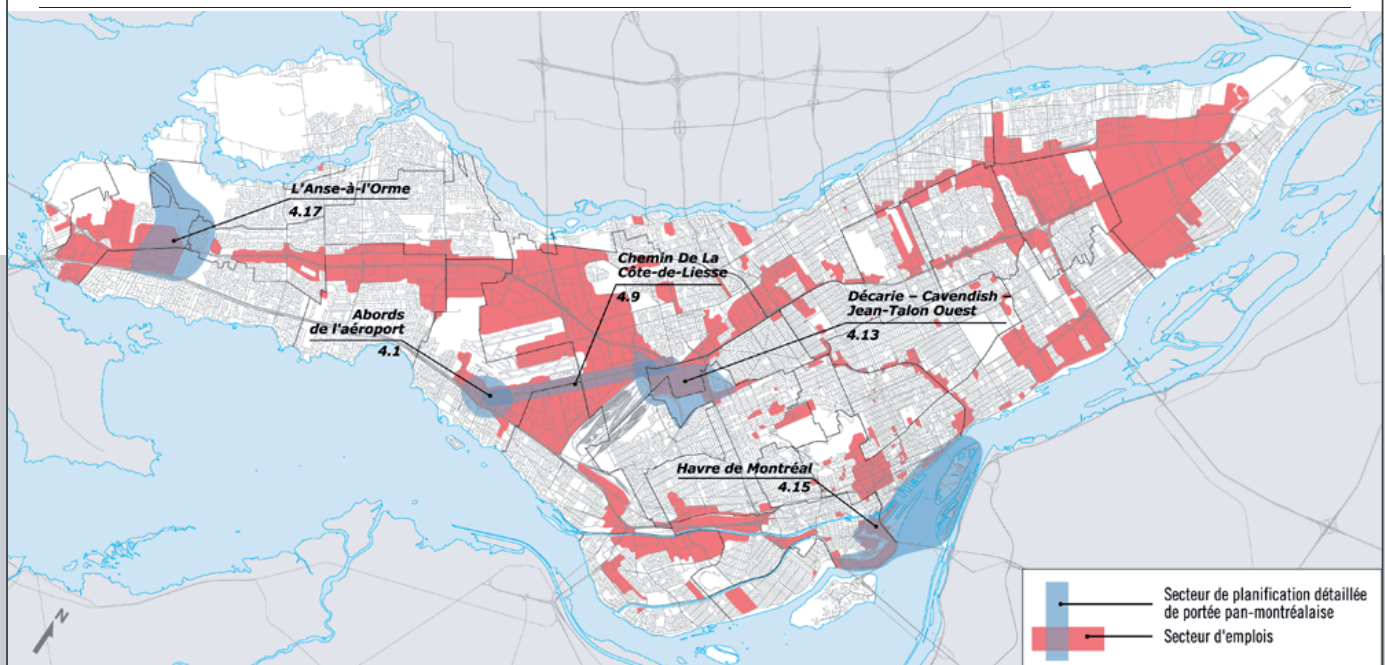 L'Anse-à-l'Orme
4.17
Chemin De La
Côte-de-Liesse
4.9
Décarie – Cavendish –
Jean-Talon Ouest
4.13
Abords
de l'aéroport
4.1
Havre de Montréal
4.15
N
Secteur de planification détaillée
de portée pan-montréalaise
Secteur d'emplois